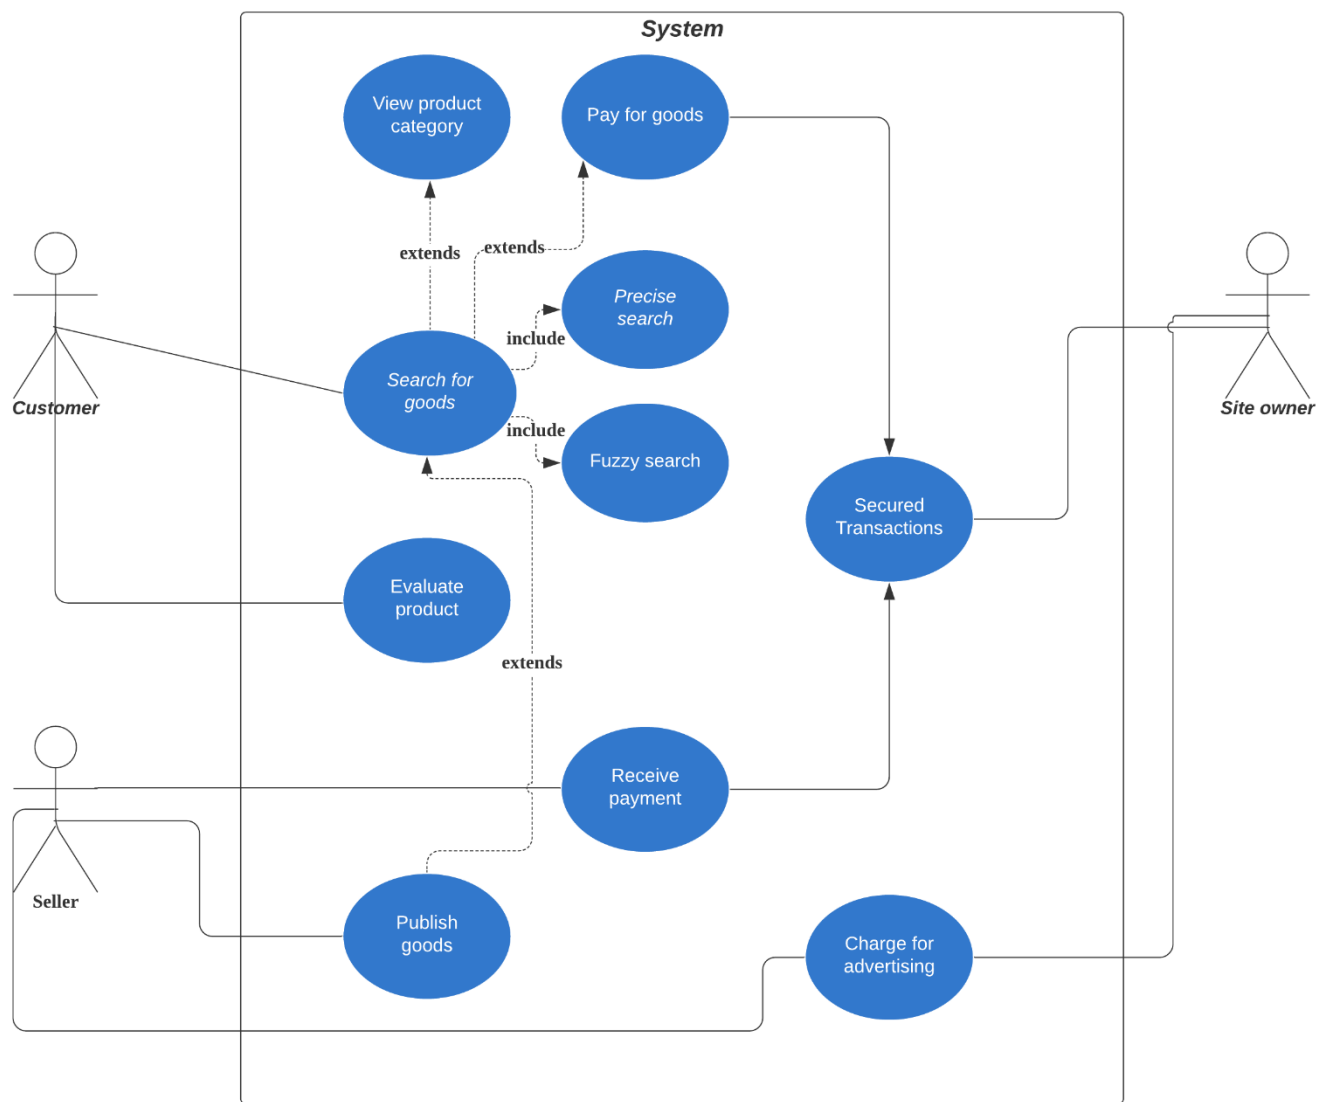 System
View product
category
Pay for goods
extends
extends
Precise
search
include
Search for
goods
Customer
Site owner
include
Fuzzy search
Secured
Transactions
Evaluate
product
extends
Receive
payment
Seller
Publish
goods
Charge for
advertising